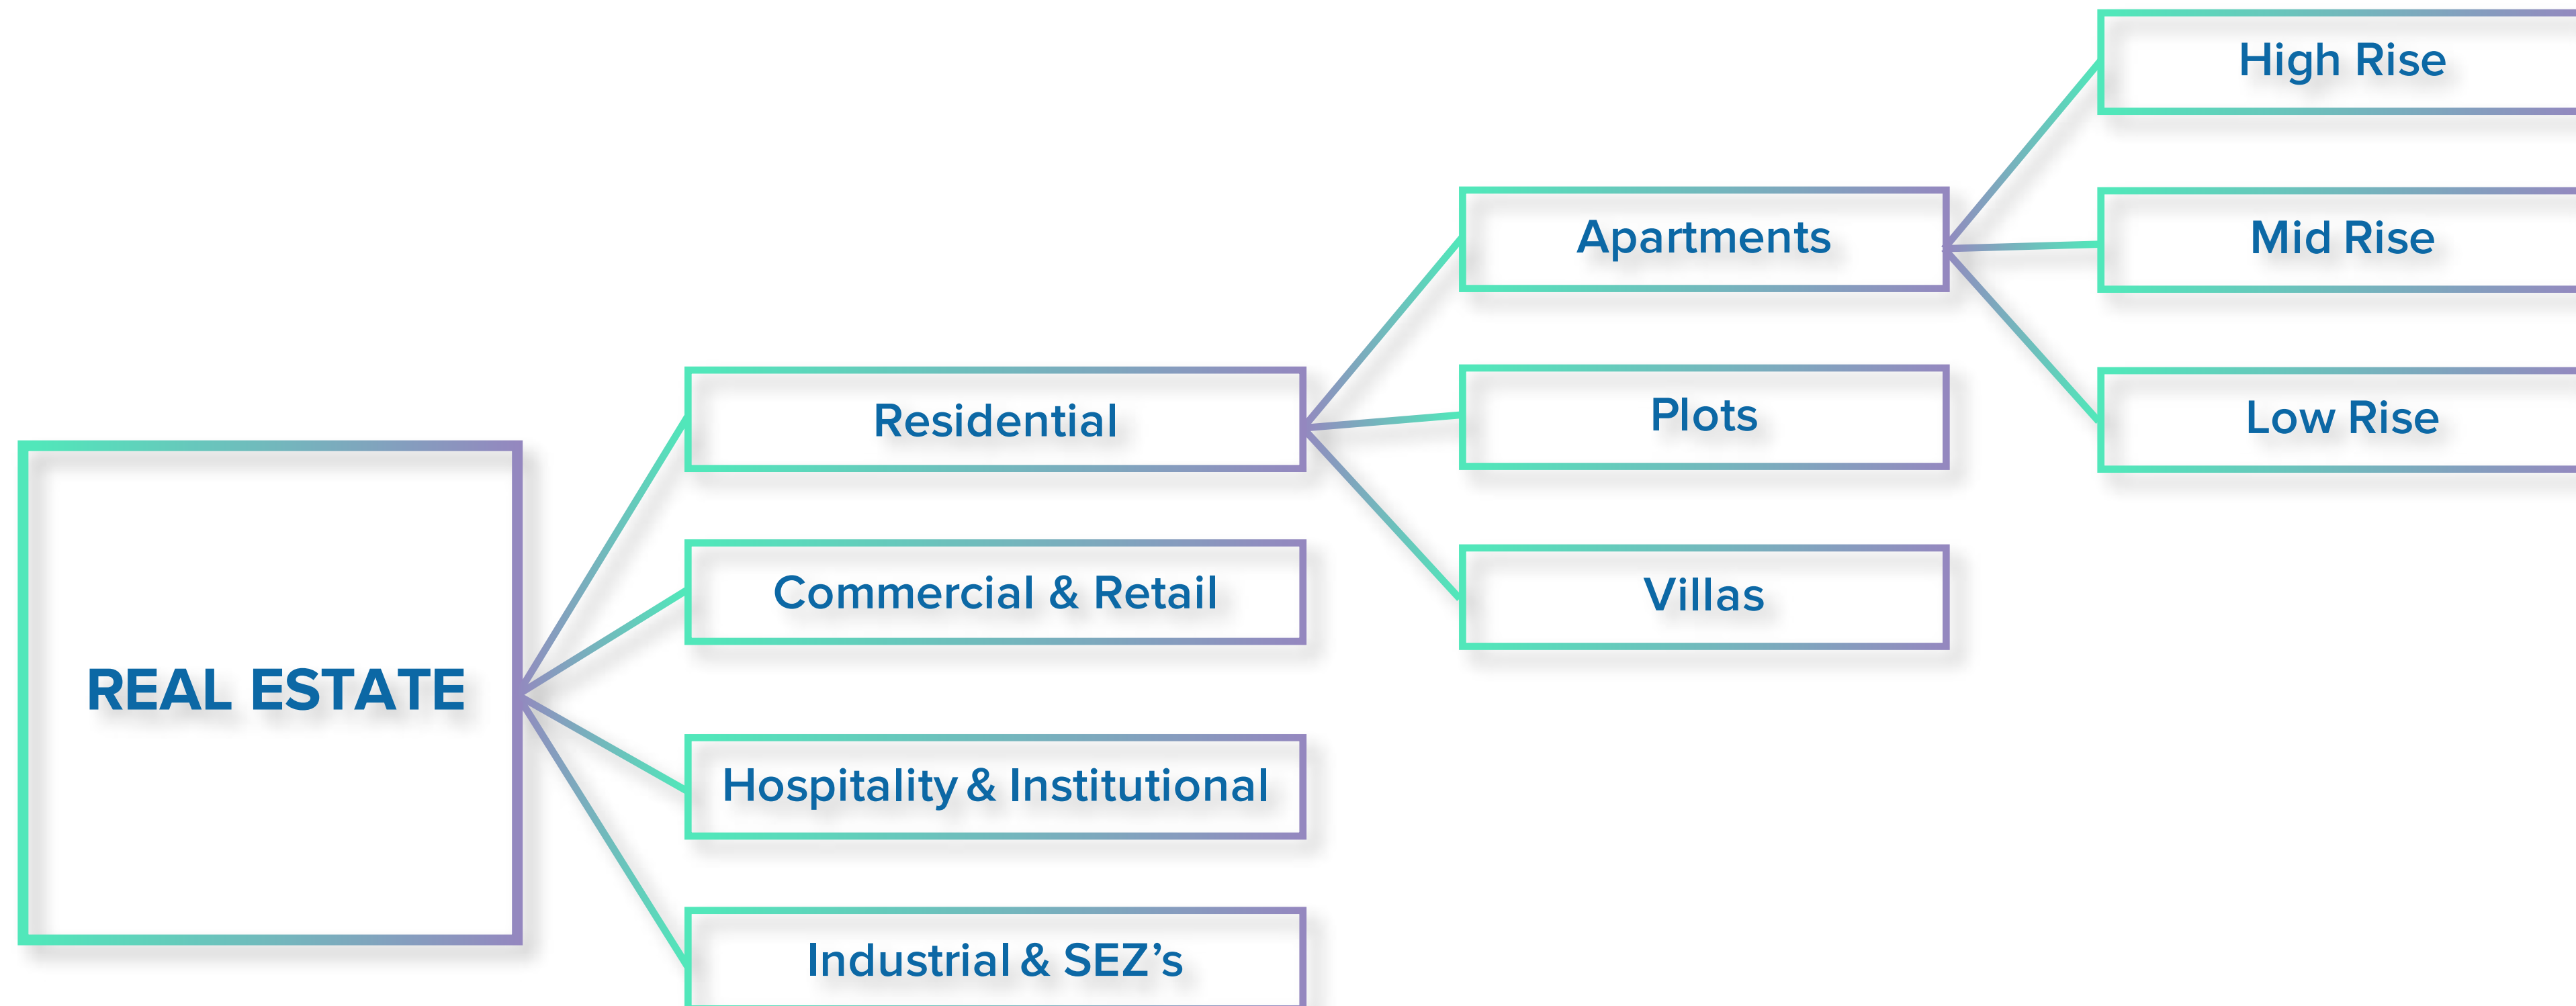 REAL ESTATE
Residential
Commercial & Retail
Hospitality & Institutional
Industrial & SEZ’s
Apartments
Plots
Villas
High Rise
Mid Rise
Low Rise